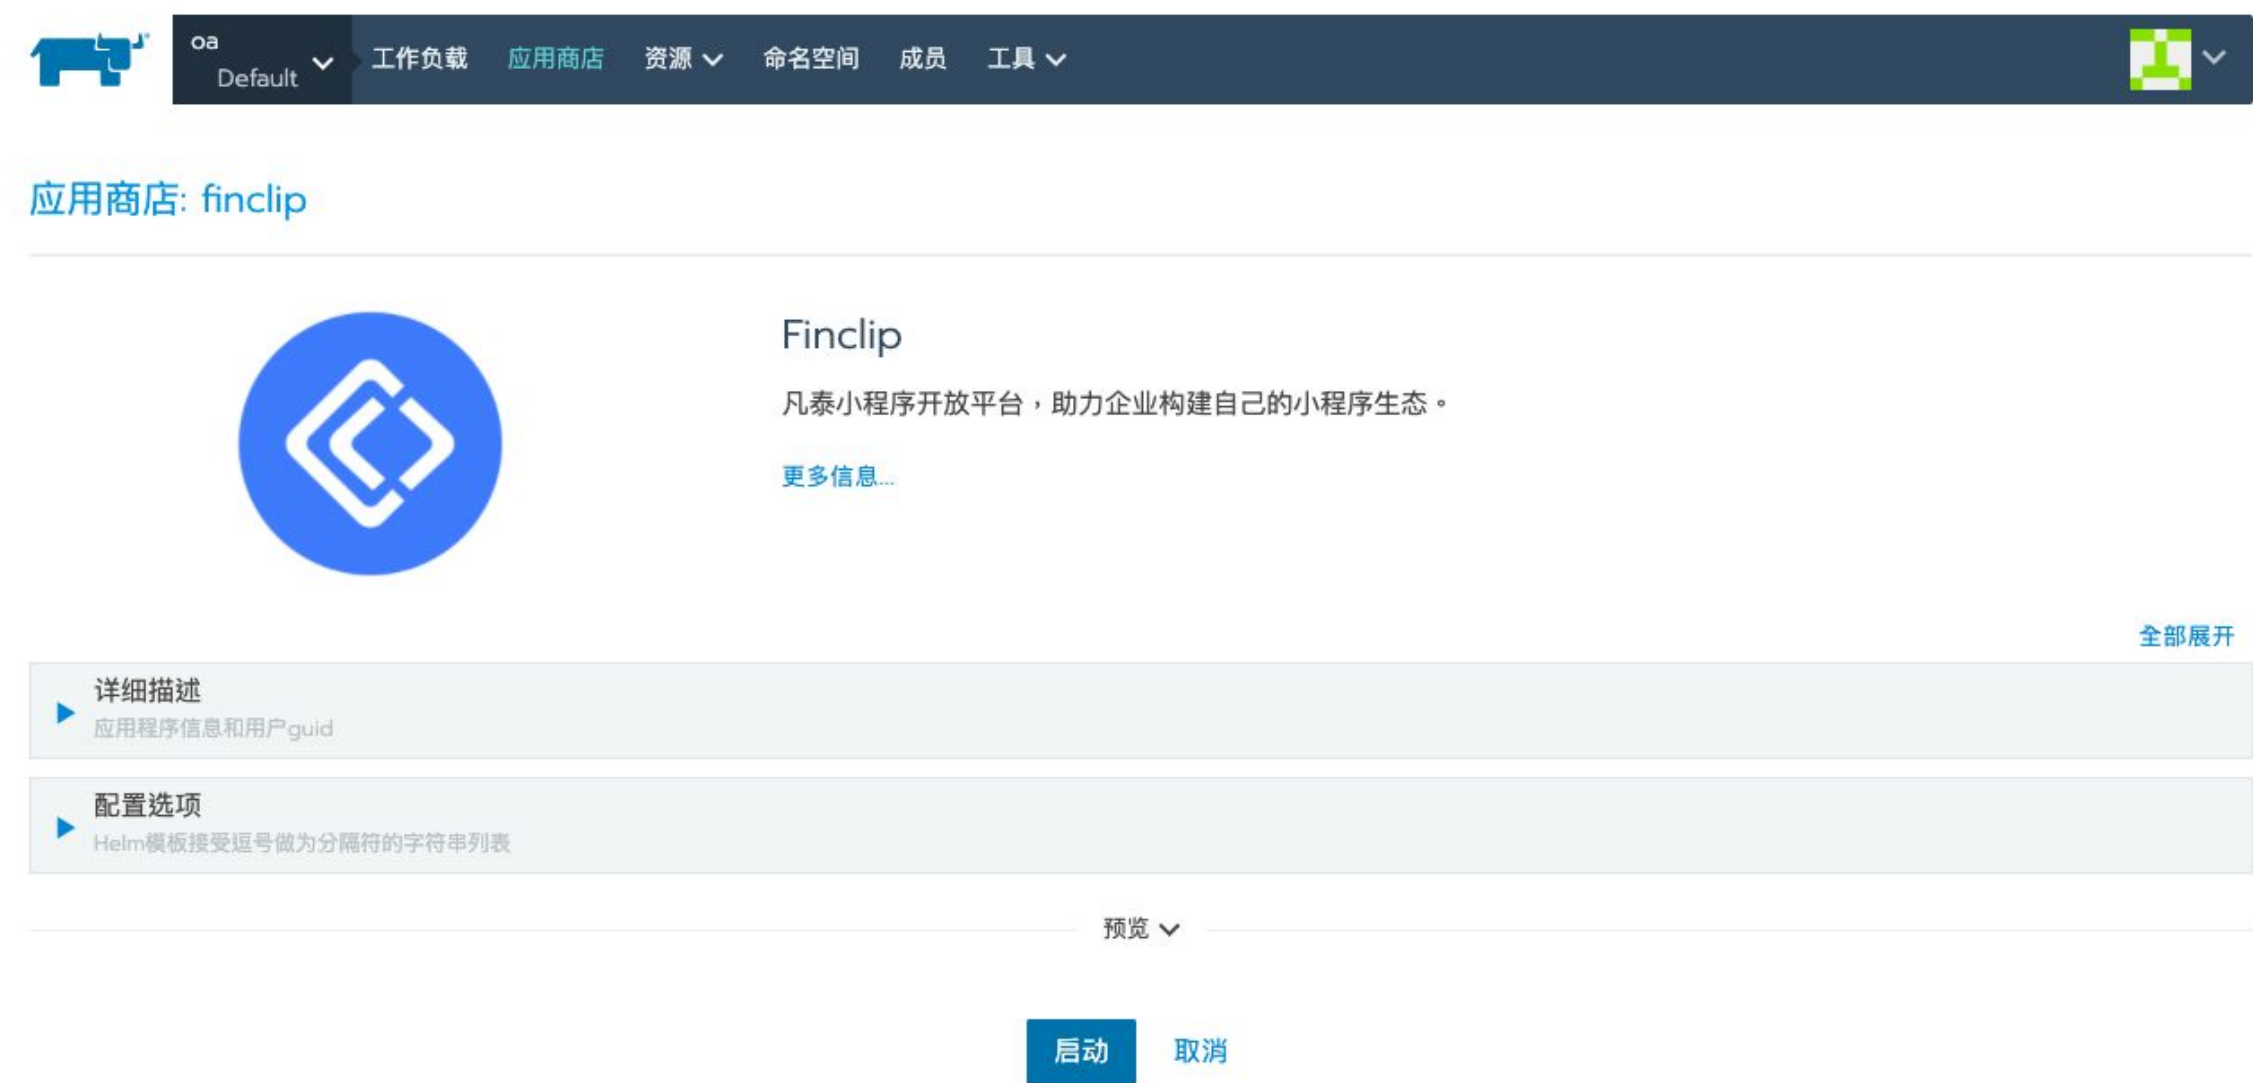 oa
Default
工作负载 应用商店 资源 命名空间 成员 工具
应用商店: finclip
Finclip
凡泰小程序开放平台，助力企业构建自己的小程序生态。
更多信息...
全部展开
详细描述
应用程序信息和用户guid
配置选项
Helm模板接受逗号做为分隔符的字符串列表
预览
启动 取消